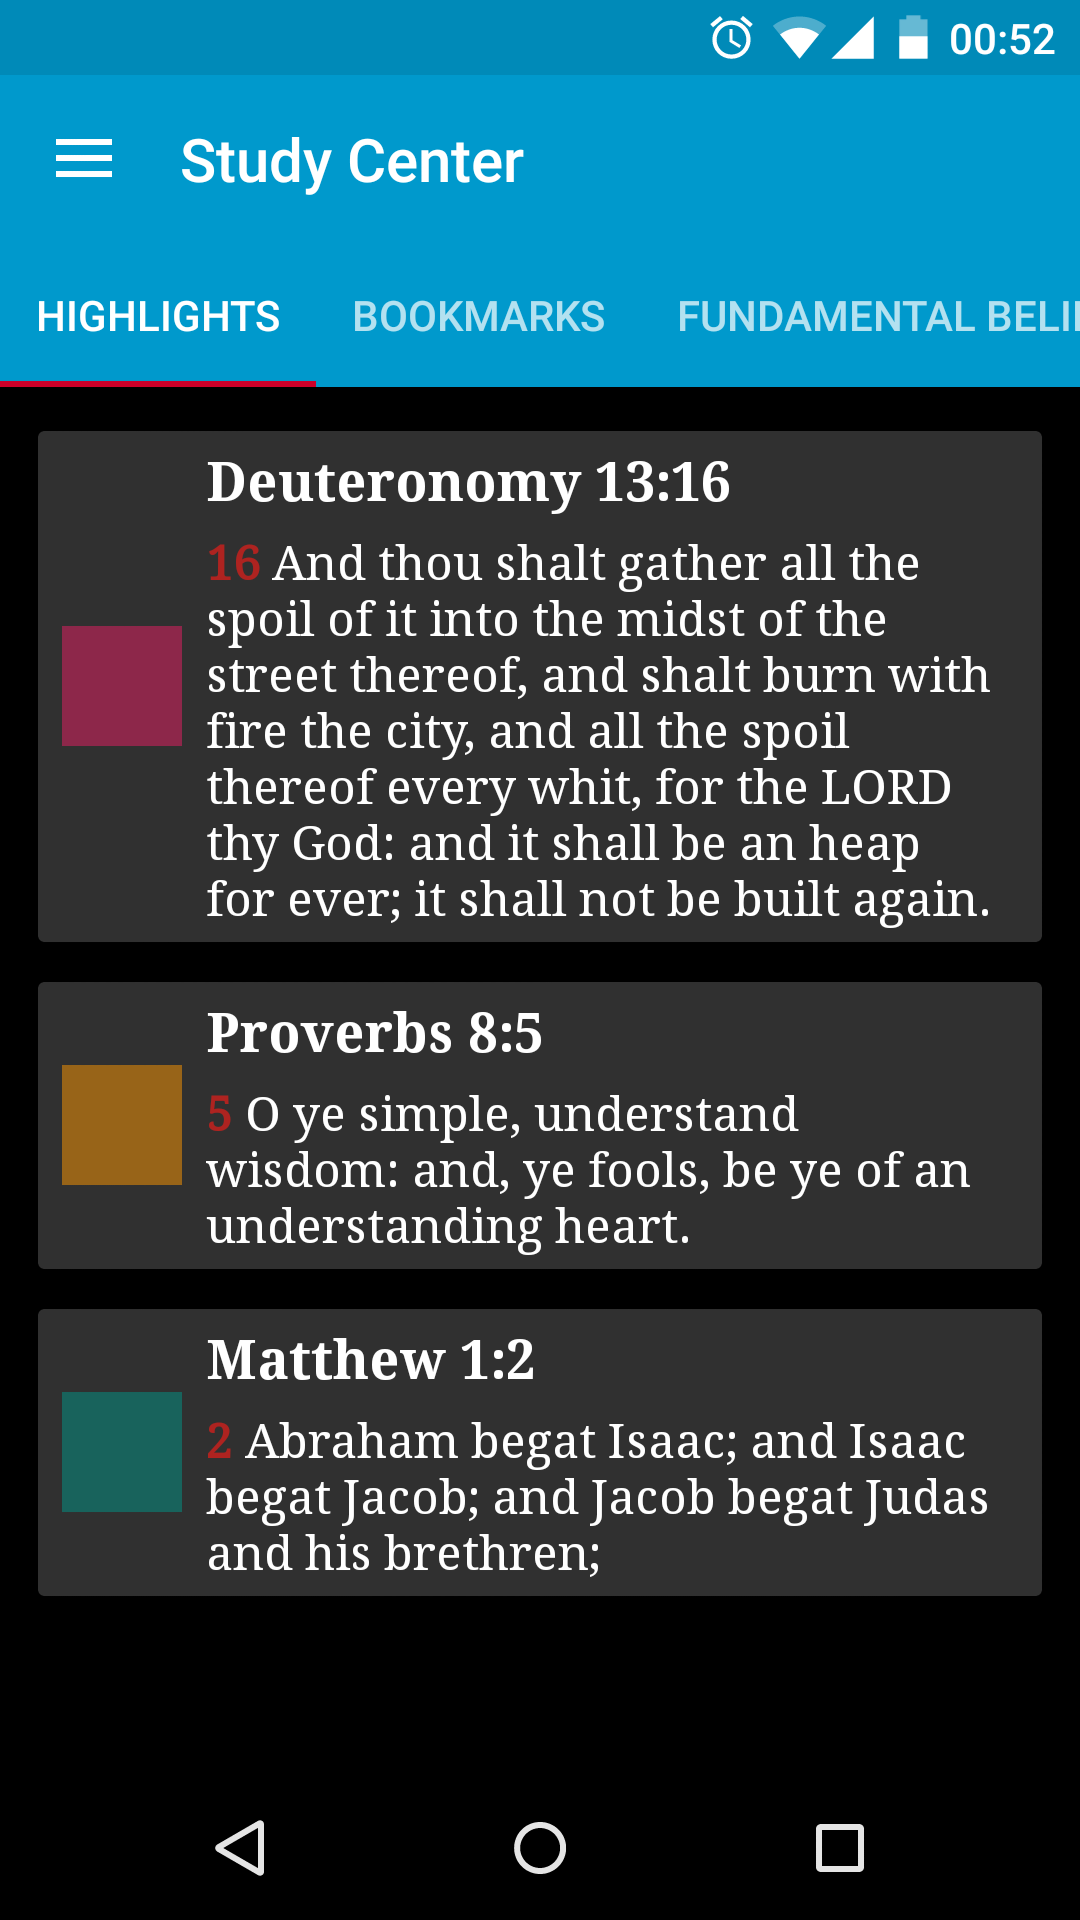 00:52
Study Center
HIGHLIGHTS BOOKMARKS FUNDAMENTAL
Deuteronomy 13:16
16 And thou shalt gather all the
spoil of it into the midst of the
street thereof, and shalt burn with
fire the city, and all the spoil
thereof every whit, for the LORD
thy God: and it shall be an heap
for ever; it shall not be built again.
Proverbs 8:5
5 O ye simple, understand
wisdom: and, ye fools, be ye of an
understanding heart.
Matthew 1:2
2 Abraham begat Isaac; and Isaac
begat Jacob; and Jacob begat Judas
and his brethren;